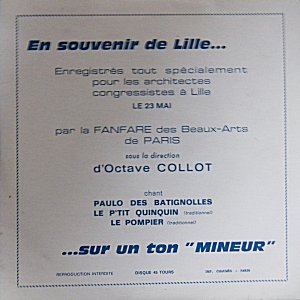 En souvenir de Lille...
Enregistrés tout spécialement
pour les architectes
congressistes à Lille
LE 23 MAI
par la FANFARE des Beaux-Arts
de PARIS
sous la direction
d'Octave COLLOT
chant
PAULO DES BATIGNOLLES
LE P'TIT QUINQUIN (traditionnel)
LE POMPIER (traditionnel)
...sur un ton "MINEUR"
REPRODUCTION INTERDITE DISQUE 45 TOURS IMP. PARIS